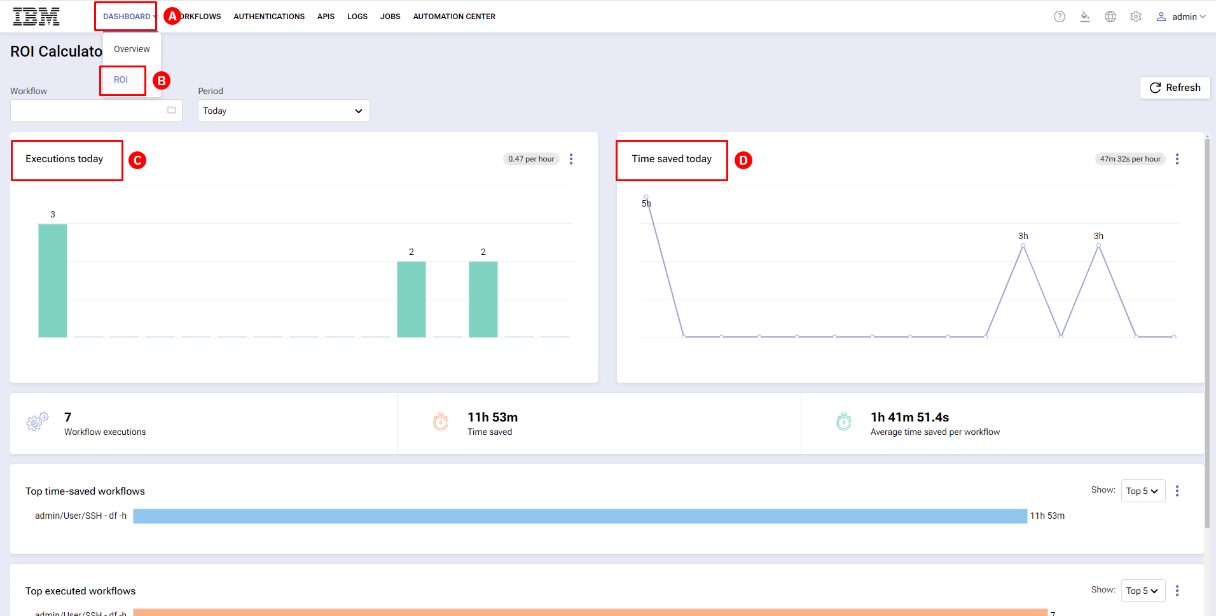 IBM
DASHBOARD
A
ORKFLOWS
AUTHENTICATIONS
APIS
LOGS
JOBS
AUTOMATION CENTER
admin
ROI Calculato
Overview
ROI
B
Workflow
Period
Today
Refresh
Executions today
C
0.47 per hour
3
2
2
Time saved today
D
47m 32s per hour
5h
3h
3h
7
Workflow executions
11h 53m
Time saved
1h 41m 51.4s
Average time saved per workflow
Top time-saved workflows
Show: Top 5
admin/User/SSH - df -h
11h 53m
Top executed workflows
Show: Top 5
admin/User/SSH - df -h
7